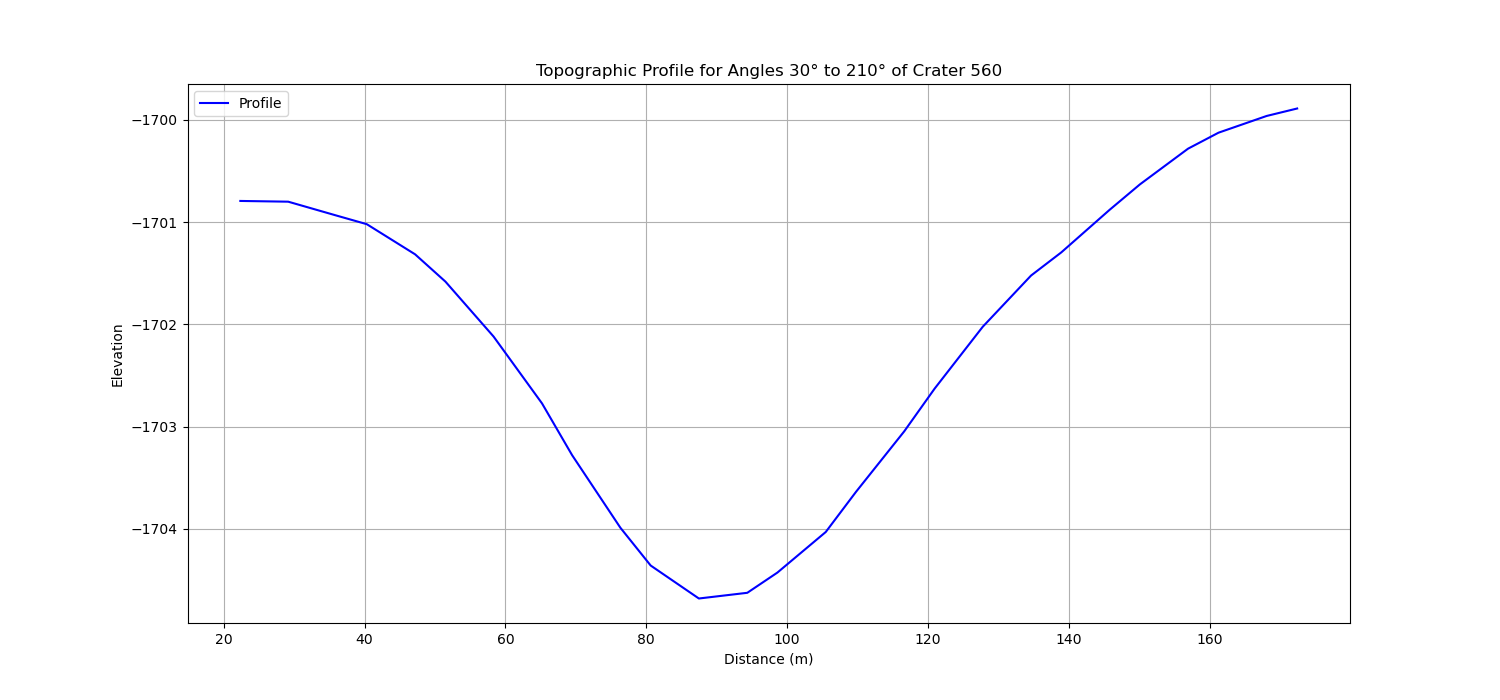 Topographic Profile for Angles 30° to 210° of Crater 560
Profile
−1700
−1701
−1702
−1703
−1704
Elevation
20 40 60 80 100 120 140 160
Distance (m)